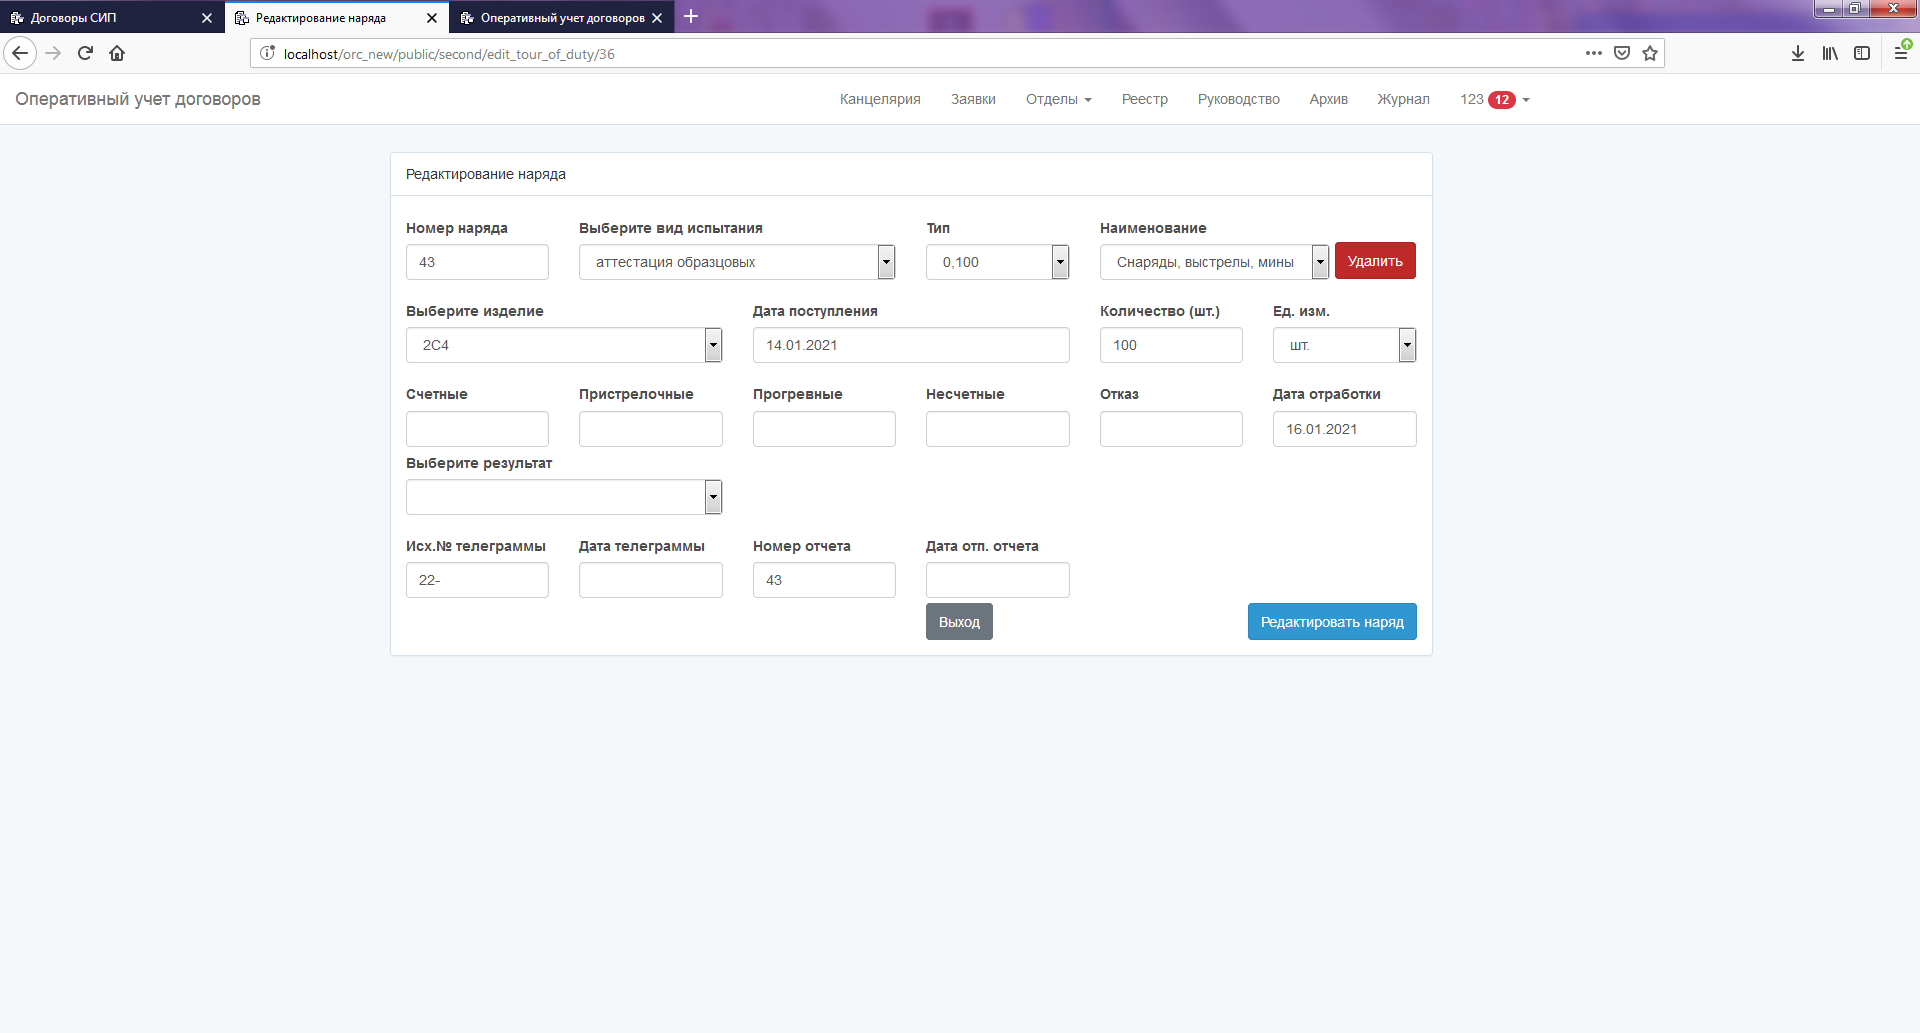 Договоры СИП
Редактирование наряда
Оперативный учет договоров
localhost/orc_new/public/second/edit_tour_of_duty/36
Оперативный учет договоров
Канцелярия Заявки Отделы Реестр Руководство Архив Журнал 123 12
Редактирование наряда
Номер наряда Выберите вид испытания Тип Наименование
43 аттестация образцовых 0,100 Снаряды, выстрелы, мины Удалить
Выберите изделие Дата поступления Количество (шт.) Ед. изм.
2С4 14.01.2021 100 шт.
Счетные Пристрелочные Прогревные Несчетные Отказ Дата отработки
16.01.2021
Выберите результат
Исх.№ телеграммы Дата телеграммы Номер отчета Дата отп. отчета
22- 43
Выход Редактировать наряд